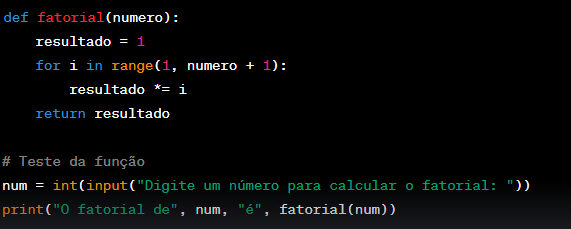 def fatorial(numero):
    resultado = 1
    for i in range(1, numero + 1):
        resultado *= i
    return resultado

# Teste da função
num = int(input("Digite um número para calcular o fatorial: "))
print("O fatorial de", num, "é", fatorial(num))